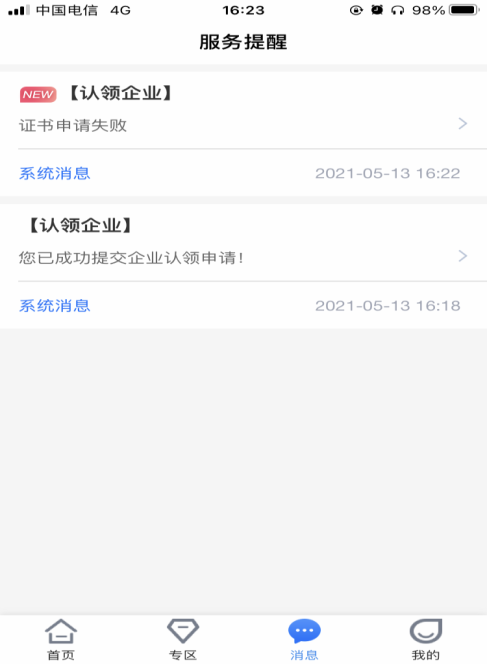 中国电信 4G 16:23 98%
服务提醒
NEW 【认领企业】
证书申请失败
系统消息 2021-05-13 16:22
【认领企业】
您已成功提交企业认领申请!
系统消息 2021-05-13 16:18
首页 专区 消息 我的